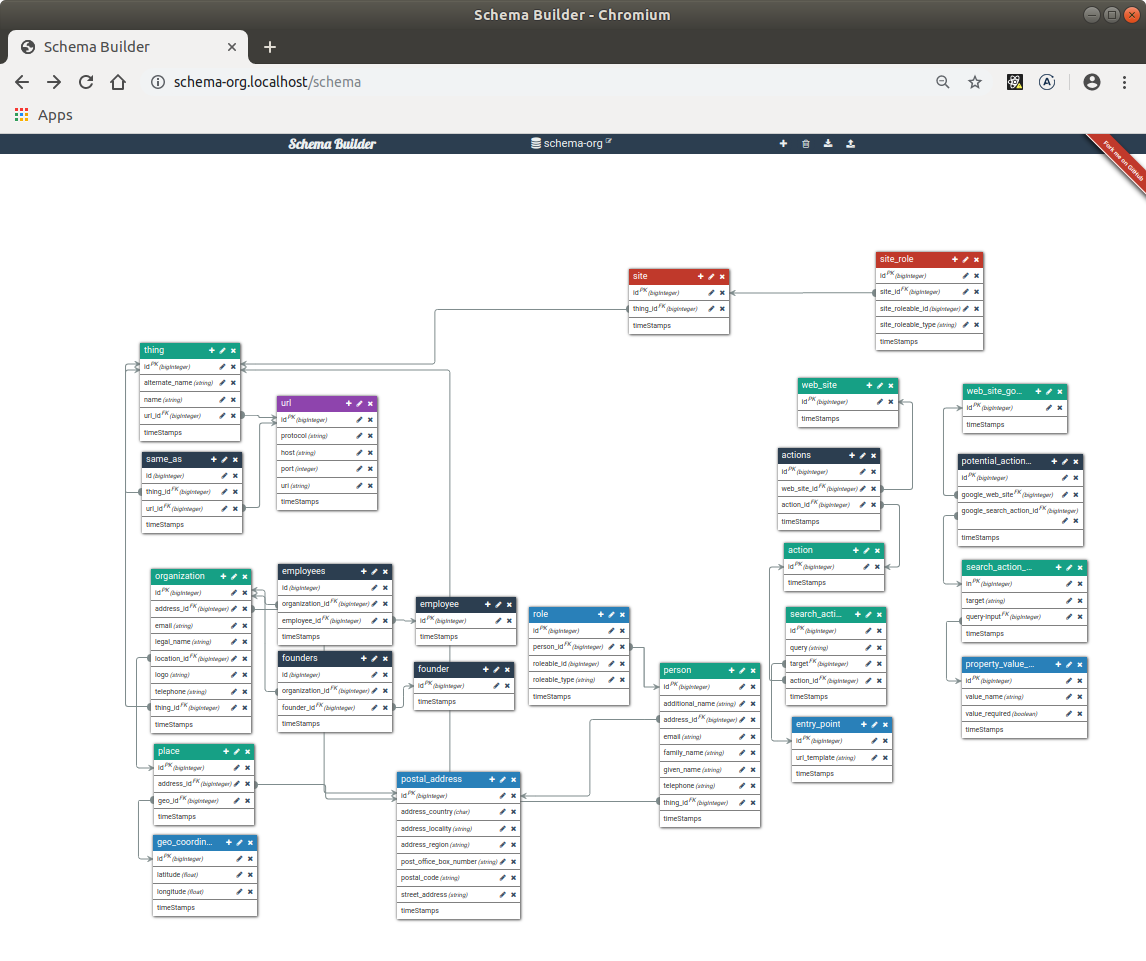 Schema Builder - Chromium
Schema Builder
schema-org.localhost/schema
Apps
Schema Builder
schema-org
Fork me on GitHub
site
id PK (bigInteger)
thing_id FK (bigInteger)
timeStamps
site_role
id PK (bigInteger)
site_id FK (bigInteger)
site_roleable_id (bigInteger)
site_roleable_type (string)
timeStamps
thing
id PK (bigInteger)
alternate_name (string)
name (string)
url_id FK (bigInteger)
timeStamps
url
id PK (bigInteger)
protocol (string)
host (string)
port (integer)
url (string)
timeStamps
same_as
id (bigInteger)
thing_id FK (bigInteger)
url_id FK (bigInteger)
timeStamps
web_site
id PK (bigInteger)
timeStamps
web_site_go...
id PK (bigInteger)
timeStamps
actions
id PK (bigInteger)
web_site_id FK (bigInteger)
action_id FK (bigInteger)
timeStamps
potential_action...
id PK (bigInteger)
google_web_site FK (bigInteger)
google_search_action_id FK (bigInteger)
timeStamps
action
id PK (bigInteger)
timeStamps
search_action_...
in PK (bigInteger)
target (string)
query-input FK (bigInteger)
timeStamps
organization
id PK (bigInteger)
address_id FK (bigInteger)
email (string)
legal_name (string)
location_id FK (bigInteger)
logo (string)
telephone (string)
thing_id FK (bigInteger)
timeStamps
employees
id (bigInteger)
organization_id FK (bigInteger)
employee_id FK (bigInteger)
timeStamps
employee
id PK (bigInteger)
timeStamps
role
id PK (bigInteger)
person_id FK (bigInteger)
roleable_id (bigInteger)
roleable_type (string)
timeStamps
search_acti...
id PK (bigInteger)
query (string)
target FK (bigInteger)
action_id FK (bigInteger)
timeStamps
founders
id (bigInteger)
organization_id FK (bigInteger)
founder_id FK (bigInteger)
timeStamps
founder
id PK (bigInteger)
timeStamps
person
id PK (bigInteger)
additional_name (string)
address_id FK (bigInteger)
email (string)
family_name (string)
given_name (string)
telephone (string)
thing_id FK (bigInteger)
timeStamps
property_value_...
id PK (bigInteger)
value_name (string)
value_required (boolean)
timeStamps
entry_point
id PK (bigInteger)
url_template (string)
timeStamps
place
id PK (bigInteger)
address_id FK (bigInteger)
geo_id FK (bigInteger)
timeStamps
postal_address
id PK (bigInteger)
address_country (char)
address_locality (string)
address_region (string)
post_office_box_number (string)
postal_code (string)
street_address (string)
timeStamps
geo_coordin...
id PK (bigInteger)
latitude (float)
longitude (float)
timeStamps